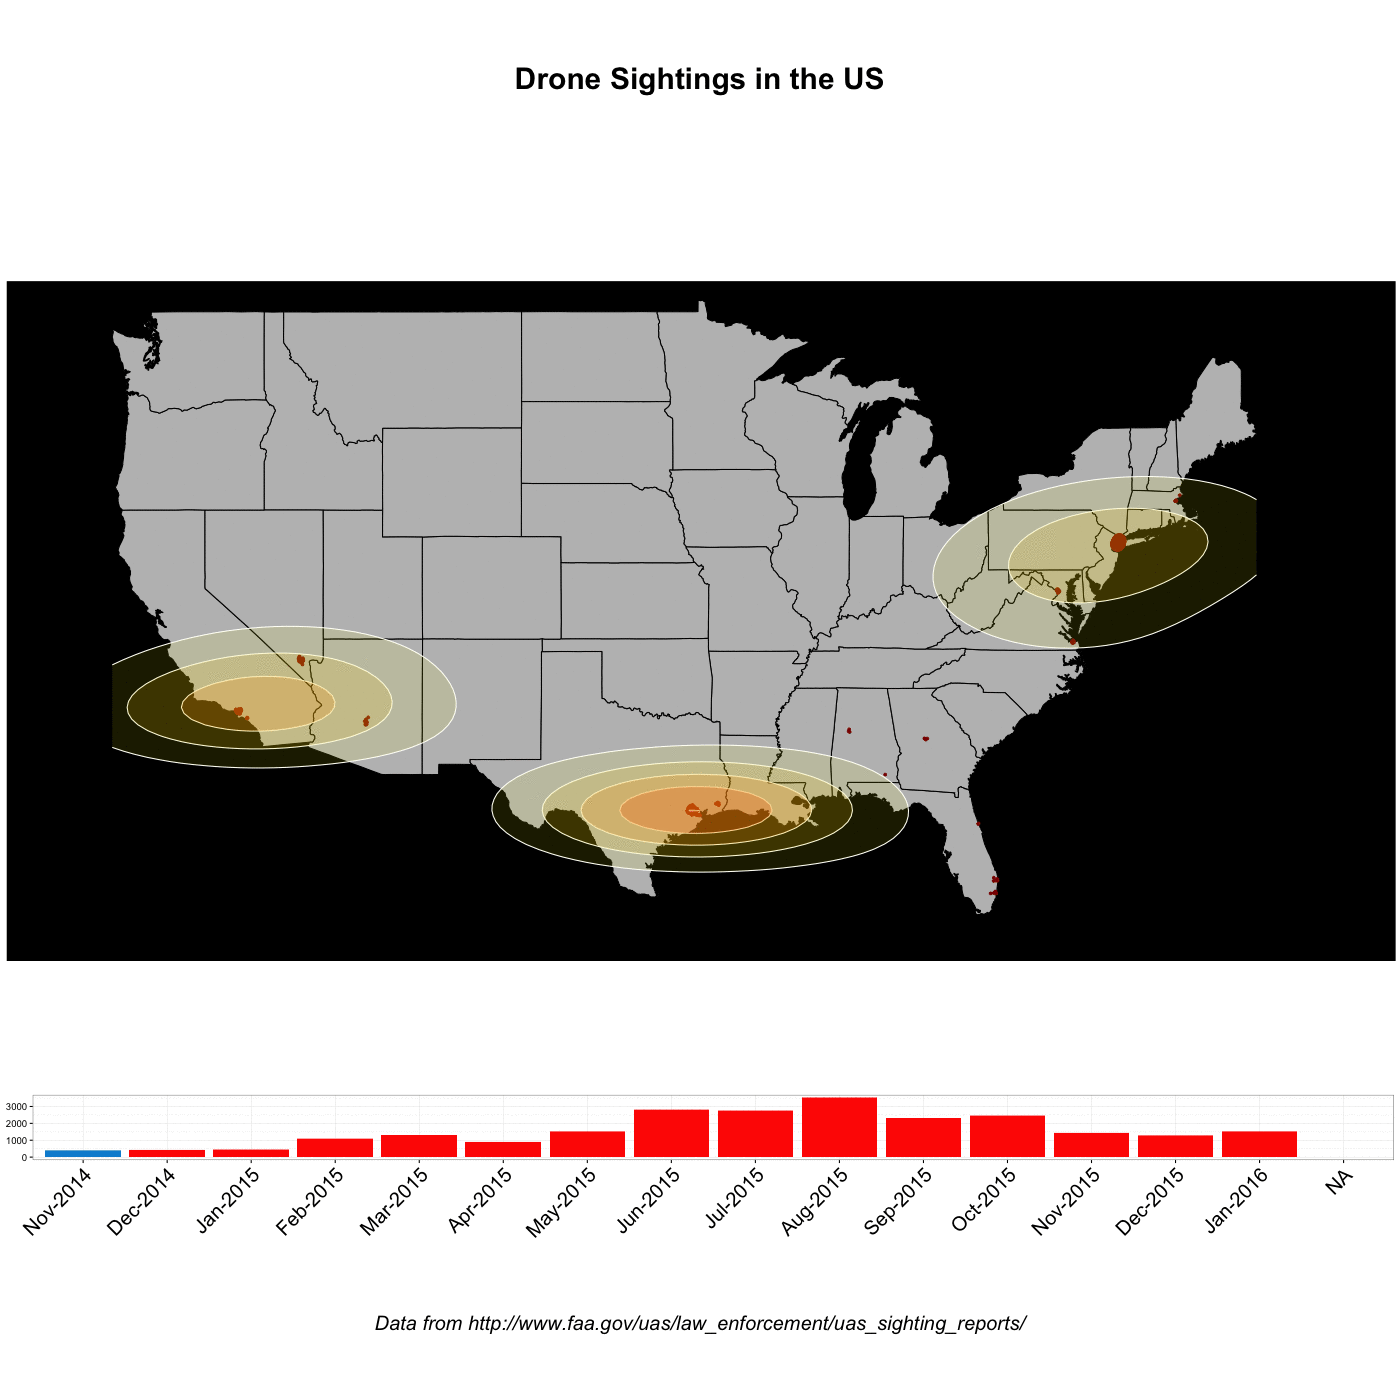 Drone Sightings in the US
3000
2000
1000
0
Nov-2014
Dec-2014
Jan-2015
Feb-2015
Mar-2015
Apr-2015
May-2015
Jun-2015
Jul-2015
Aug-2015
Sep-2015
Oct-2015
Nov-2015
Dec-2015
Jan-2016
NA
Data from http://www.faa.gov/uas/law_enforcement/uas_sighting_reports/